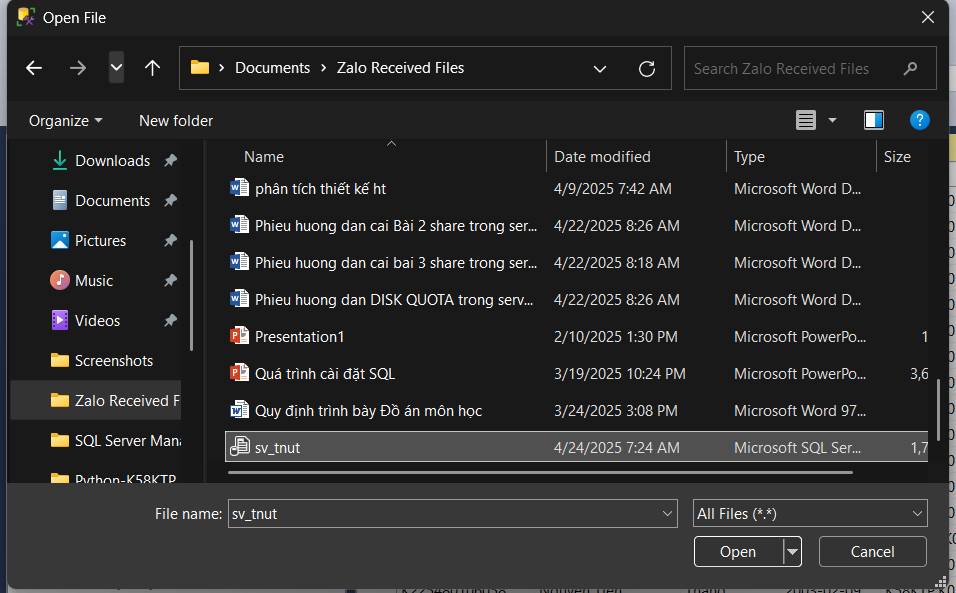 Open File
Documents > Zalo Received Files
Search Zalo Received Files
Organize
New folder
?
Name Date modified Type Size
Downloads
Documents
Pictures
Music
Videos
Screenshots
Zalo Received F
SQL Server Mana
Python-K58KTP
phân tích thiết kế ht 4/9/2025 7:42 AM Microsoft Word D...
Phieu huong dan cai Bài 2 share trong ser... 4/22/2025 8:26 AM Microsoft Word D...
Phieu huong dan cai bai 3 share trong ser... 4/22/2025 8:18 AM Microsoft Word D...
Phieu huong dan DISK QUOTA trong serv... 4/22/2025 8:26 AM Microsoft Word D...
Presentation1 2/10/2025 1:30 PM Microsoft PowerPo... 1
Quá trình cài đặt SQL 3/19/2025 10:24 PM Microsoft PowerPo... 3,6
Quy định trình bày Đồ án môn học 3/24/2025 3:08 PM Microsoft Word 97...
sv_tnut 4/24/2025 7:24 AM Microsoft SQL Ser... 1,7
File name: sv_tnut
All Files (*.*)
Open
Cancel